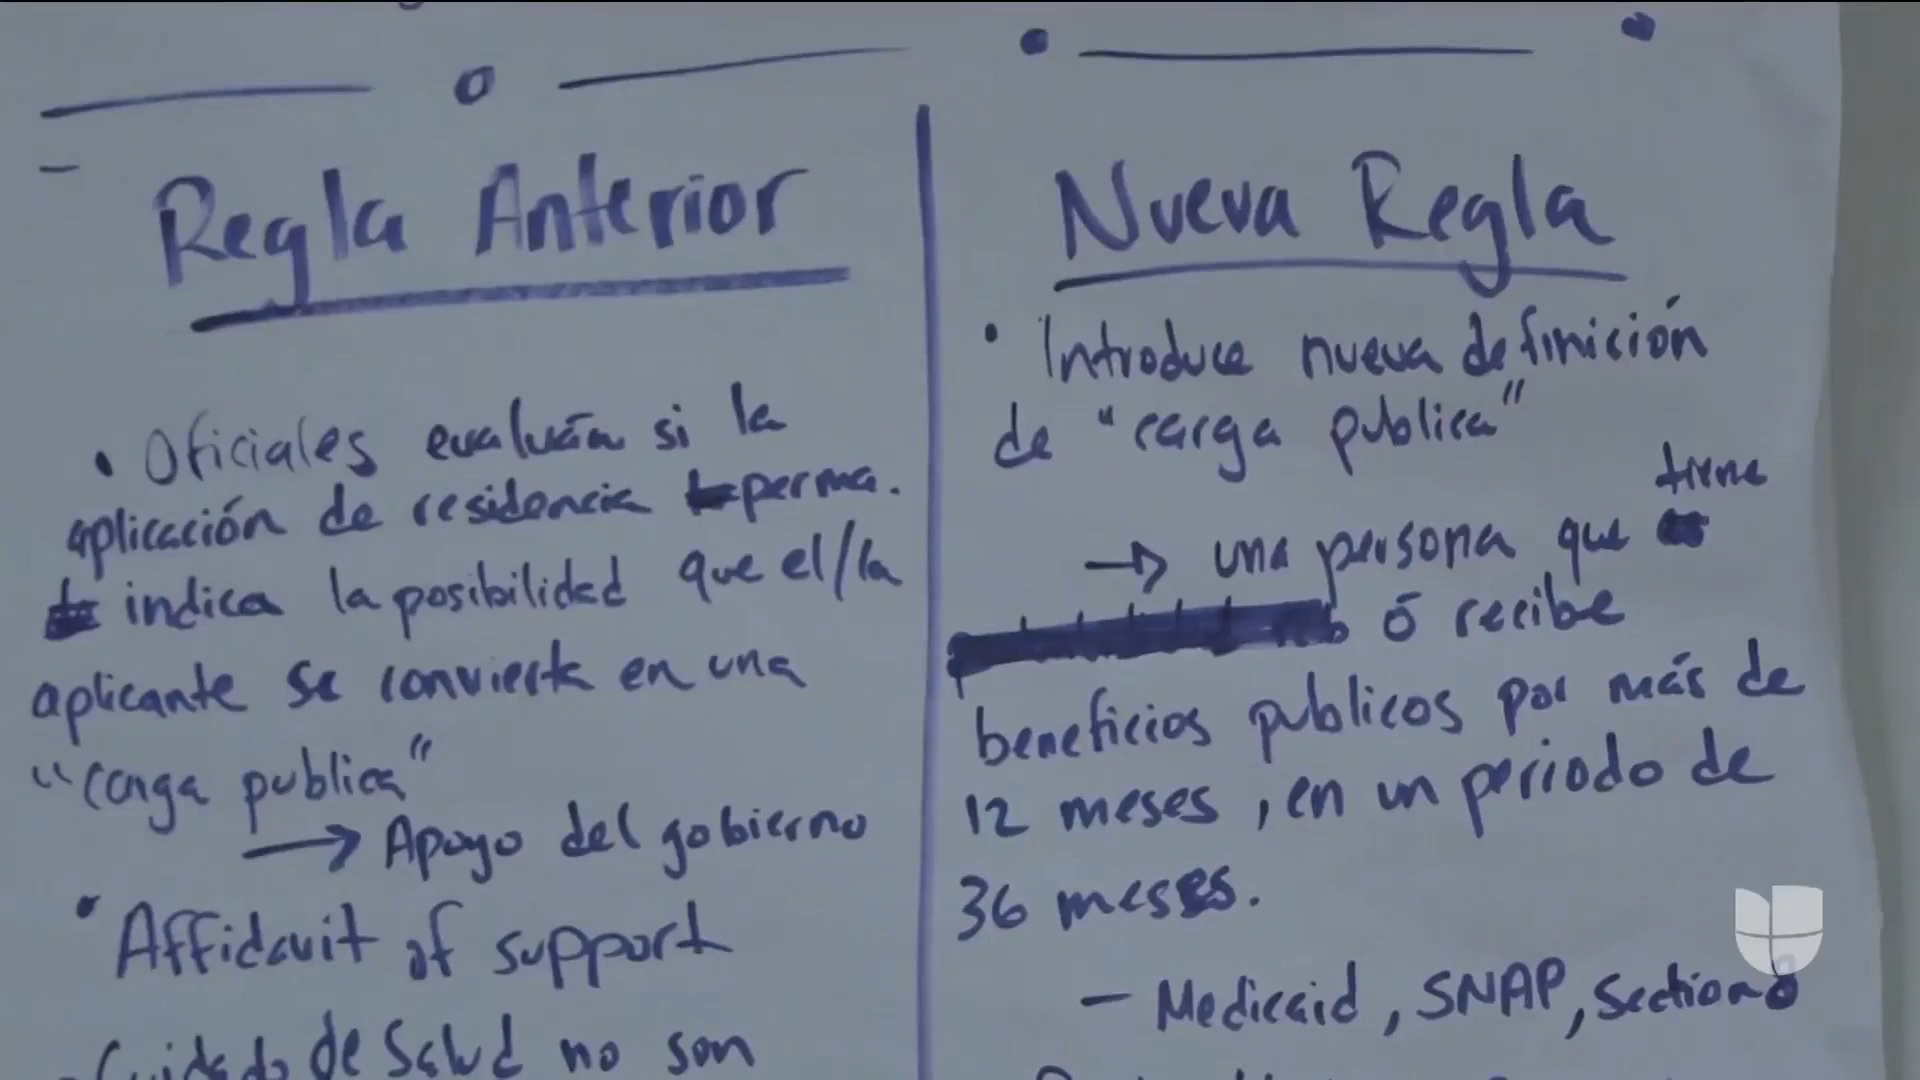 Regla Anterior
• Oficiales evalúan si la
aplicación de residencia perma.
indica la posibilidad que el/la
aplicante se convierte en una
"carga publica"
→ Apoyo del gobierno
• Affidavit of support
• Cuidado de Salud no son
Nueva Regla
• Introduce nueva definición
de "carga publica"
→ una persona que tiene
ó recibe
beneficios publicos por más de
12 meses, en un periodo de
36 meses.
- Medicaid, SNAP, Section 8